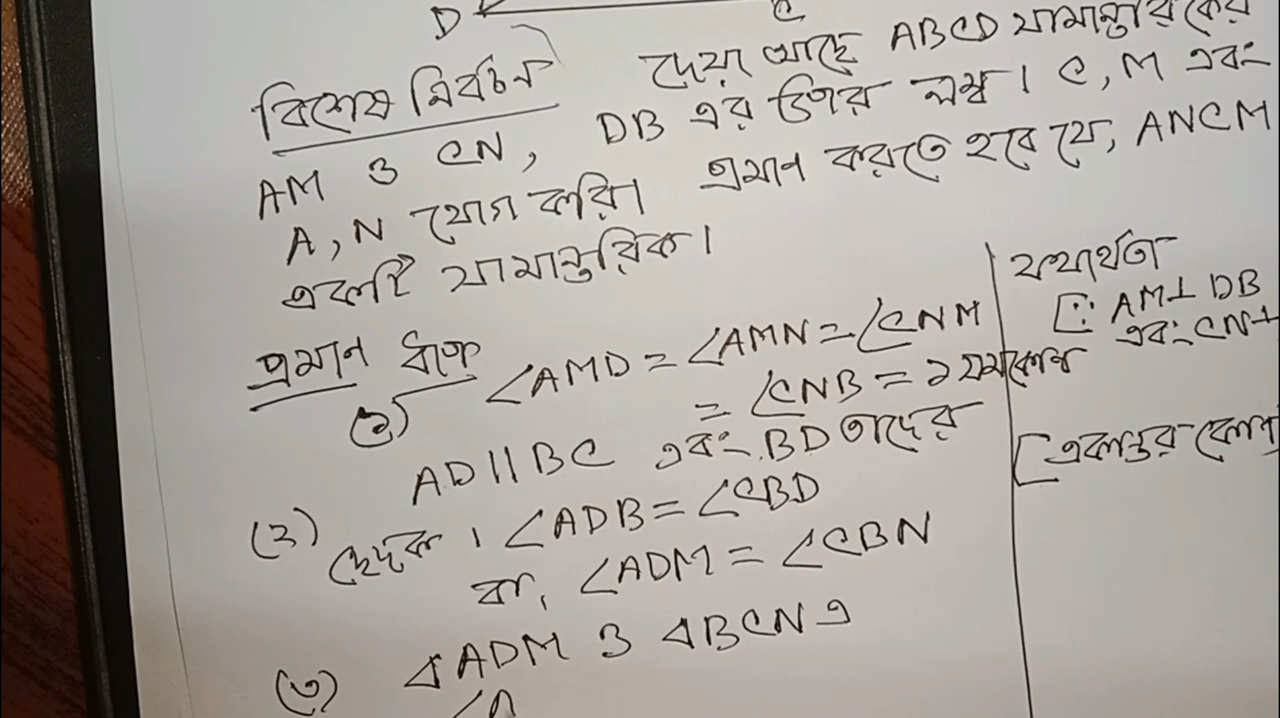 D C
বিশেষ নির্বচন দেয়া আছে ABCD সামান্তরিকের
AM ও CN, DB এর উপর লম্ব। C, M এবং
A, N যোগ করি। প্রমাণ করতে হবে যে, ANCM
একটি সামান্তরিক।
প্রমাণ ধাপ যথার্থতা
(১) ∠AMD = ∠AMN = ∠CNM [∵ AM⊥ DB
= ∠CNB = ১ সমকোণ এবং CN⊥
(২) AD || BC এবং BD তাদের [একান্তর কোণ
ছেদক। ∠ADB = ∠CBD
বা, ∠ADM = ∠CBN
(৩) ΔADM ও ΔBCN এ